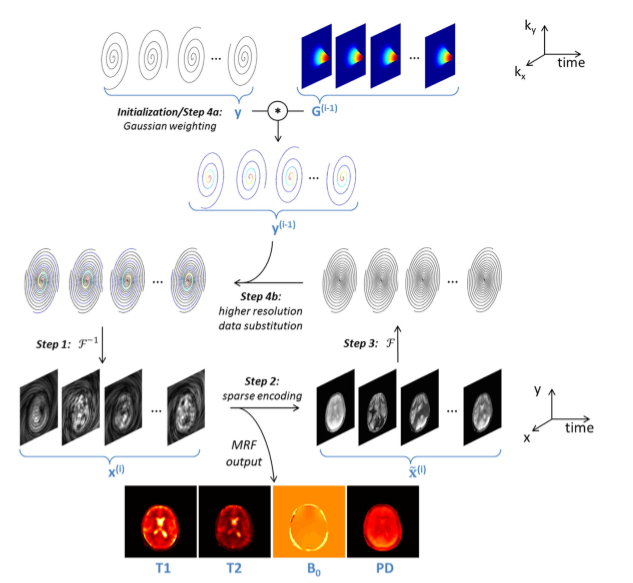 k_y
time
k_x
...
...
Initialization/Step 4a:
Gaussian weighting
y
*
G^(i-1)
...
y^(i-1)
...
...
Step 4b:
higher resolution
data substitution
Step 1: ℱ⁻¹
Step 3: ℱ
Step 2:
sparse encoding
...
...
y
x
time
MRF
output
x^(i)
x̃^(i)
T1
T2
B₀
PD